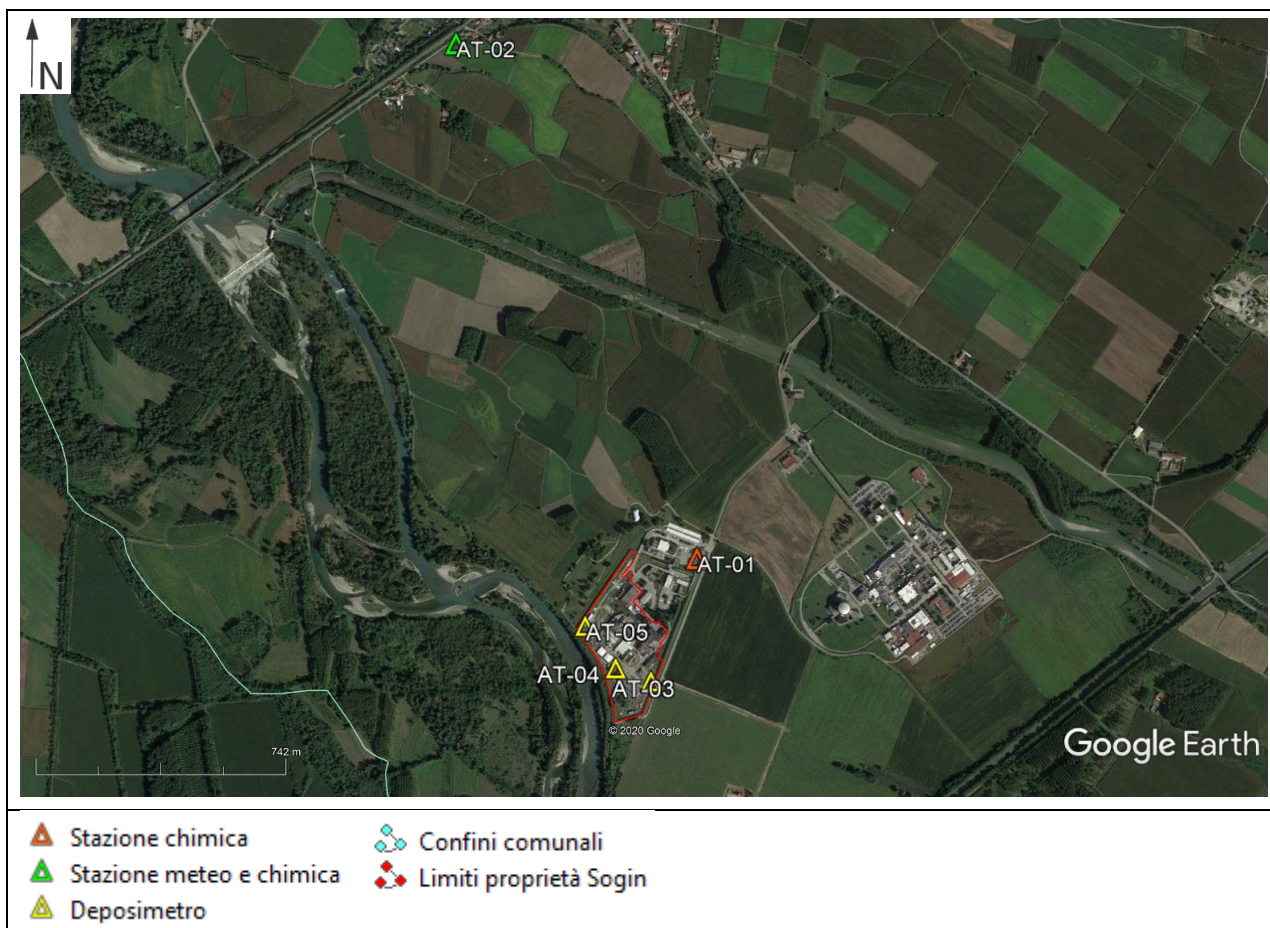 N
AT-02
AT-01
AT-05
AT-04
AT-03
© 2020 Google
742 m
Google Earth
Stazione chimica
Stazione meteo e chimica
Deposimetro
Confini comunali
Limiti proprietà Sogin